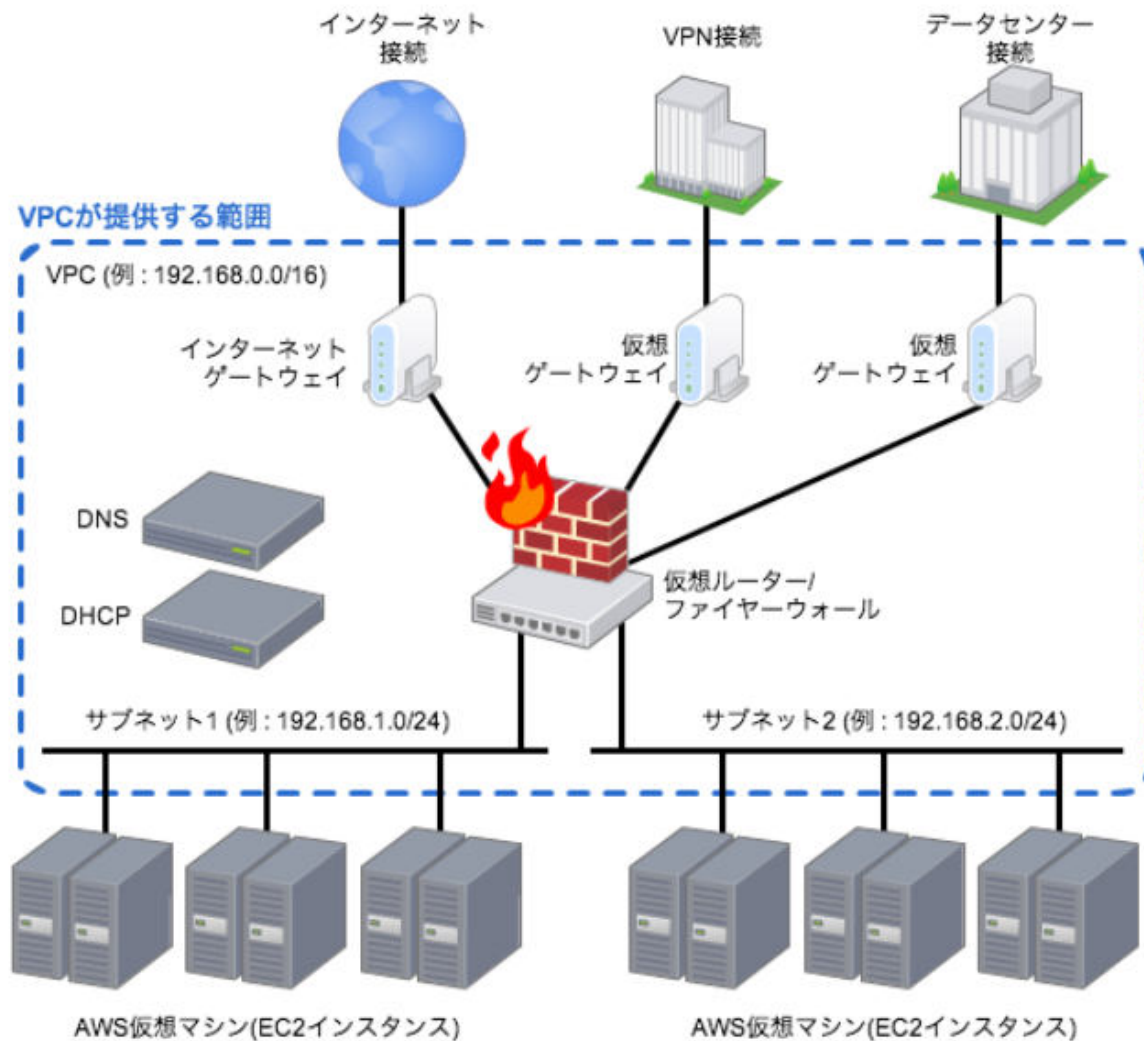 インターネット
接続
VPN接続
データセンター
接続
VPCが提供する範囲
VPC (例 : 192.168.0.0/16)
インターネット
ゲートウェイ
仮想
ゲートウェイ
仮想
ゲートウェイ
DNS
DHCP
仮想ルーター/
ファイヤーウォール
サブネット1 (例 : 192.168.1.0/24)
サブネット2 (例 : 192.168.2.0/24)
AWS仮想マシン(EC2インスタンス)
AWS仮想マシン(EC2インスタンス)